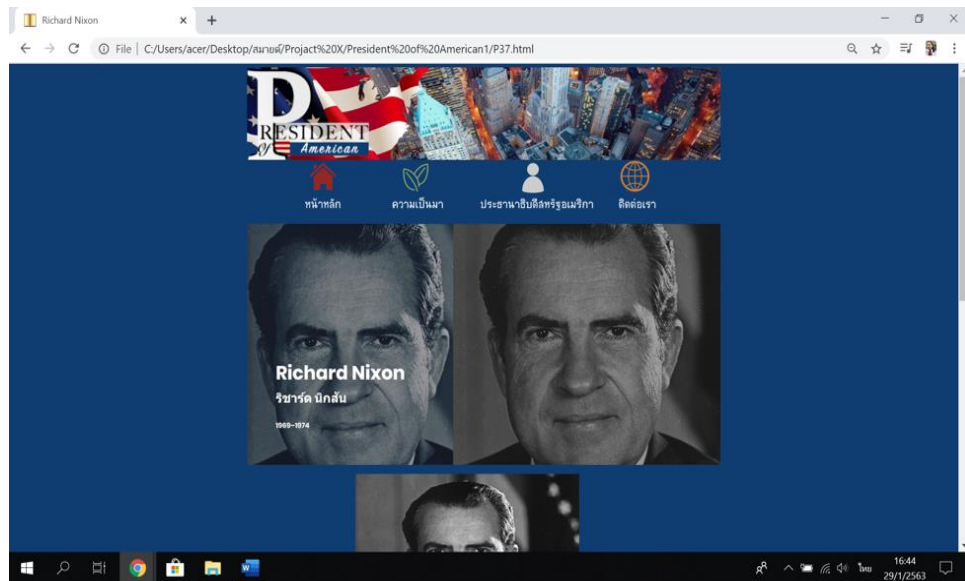 Richard Nixon
File | C:/Users/acer/Desktop/สมายด์/Projact%20X/President%20of%20American1/P37.html
PRESIDENT
of American
หน้าหลัก ความเป็นมา ประธานาธิบดีสหรัฐอเมริกา ติดต่อเรา
Richard Nixon
ริชาร์ด นิกสัน
1969-1974
ไทย
16:44
29/1/2563